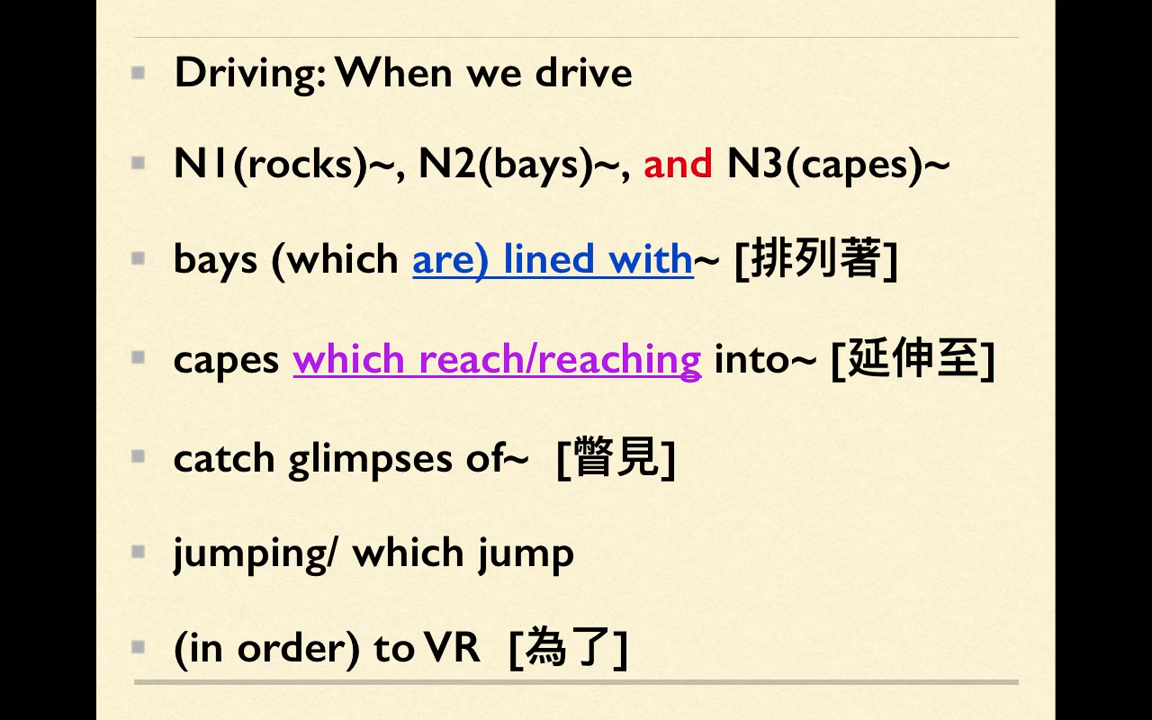 Driving: When we drive
N1(rocks)~, N2(bays)~, and N3(capes)~
bays (which are) lined with~ [排列著]
capes which reach/reaching into~ [延伸至]
catch glimpses of~ [瞥見]
jumping/ which jump
(in order) to VR [為了]